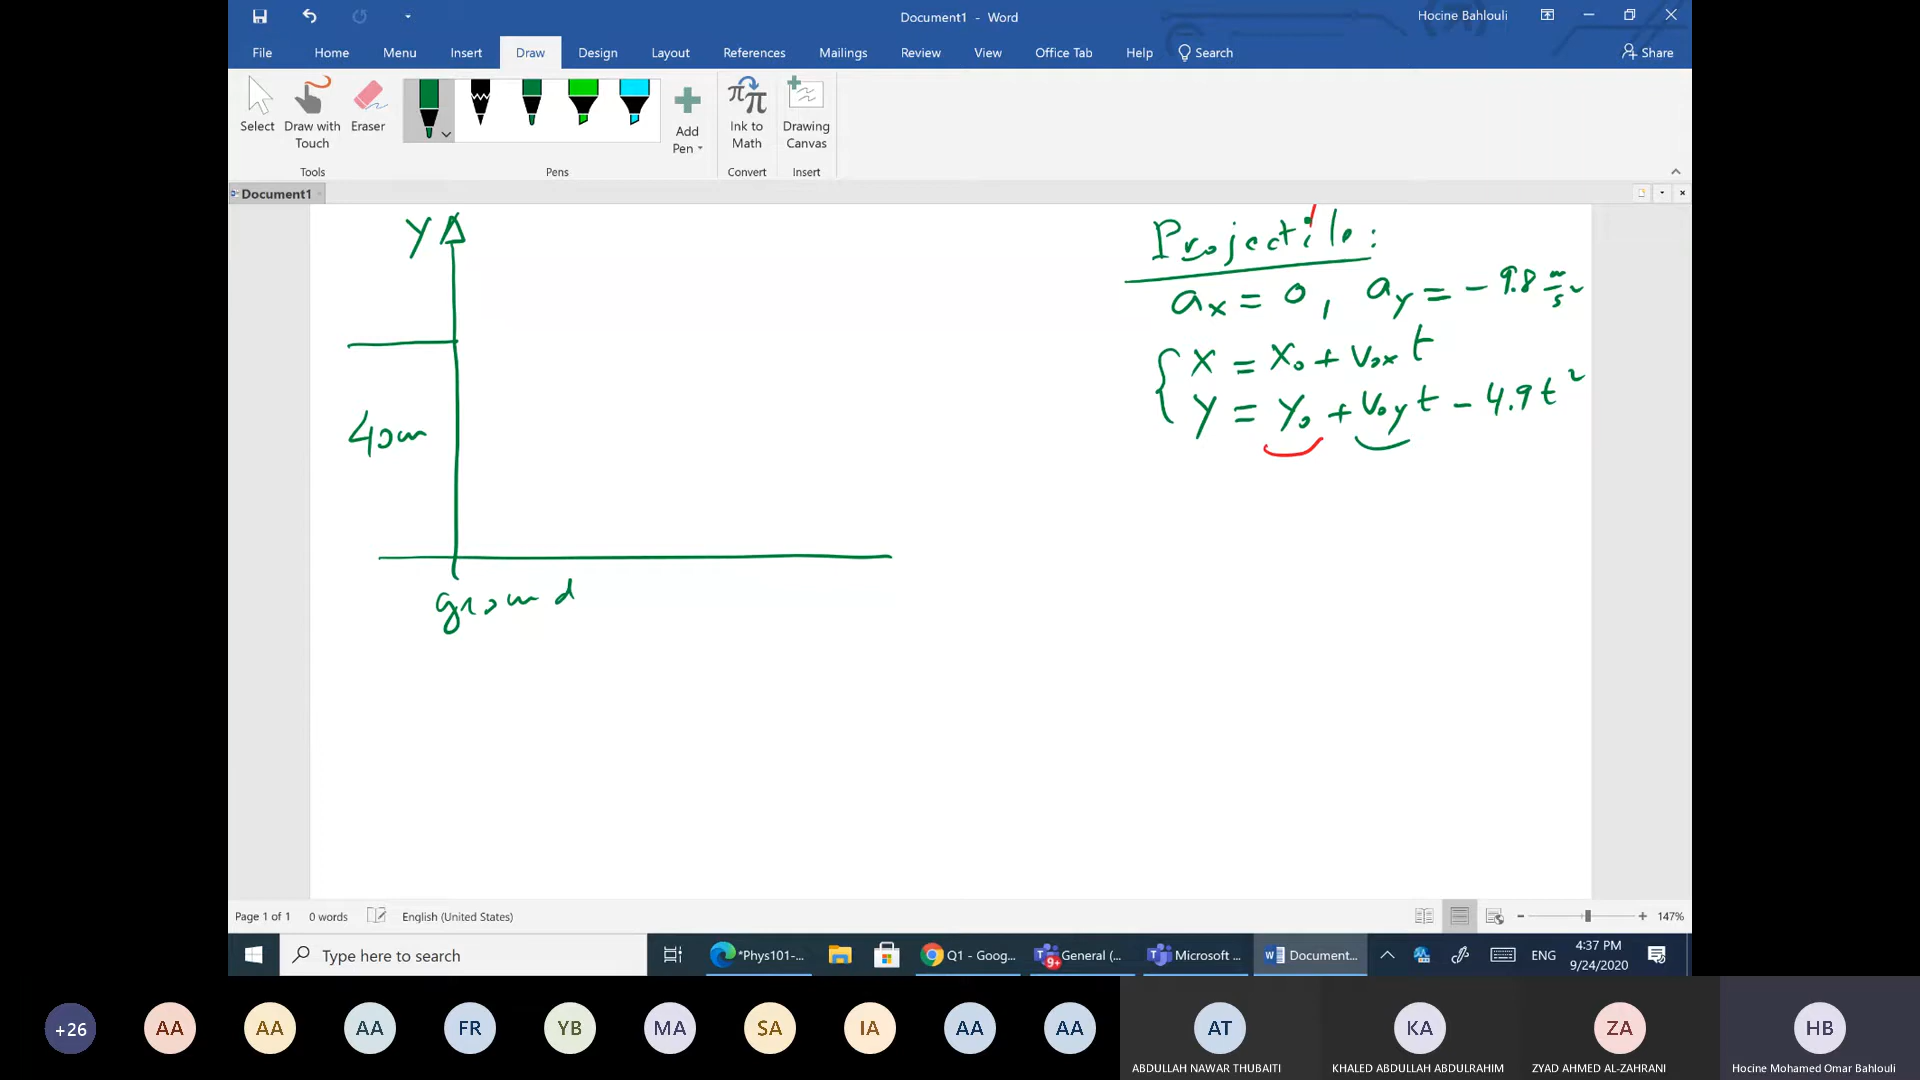 Document1 - Word
Hocine Bahlouli
File Home Menu Insert Draw Design Layout References Mailings Review View Office Tab Help Search Share
Select Draw with Touch Eraser Add Pen Ink to Math Drawing Canvas
Tools Pens Convert Insert
Document1
Y
Projectile:
ax = 0, ay = - 9.8 m/s²
X = X₀ + V₀x t
Y = Y₀ + V₀y t - 4.9 t²
40m
ground
Page 1 of 1 0 words English (United States) 147%
Type here to search
*Phys101-...
Q1 - Goog...
General (...
9+
Microsoft ...
Document...
ENG
4:37 PM
9/24/2020
+26 AA AA AA FR YB MA SA IA AA AA AT KA ZA HB
ABDULLAH NAWAR THUBAITI KHALED ABDULLAH ABDULRAHIM ZYAD AHMED AL-ZAHRANI Hocine Mohamed Omar Bahlouli